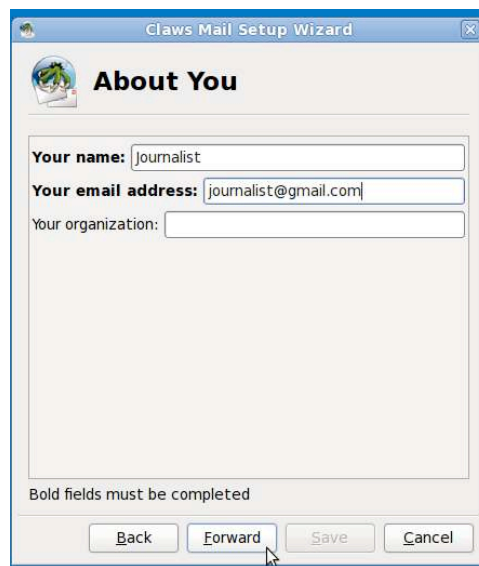 Claws Mail Setup Wizard
About You
Your name: Journalist
Your email address: journalist@gmail.com
Your organization:
Bold fields must be completed
Back Forward Save Cancel